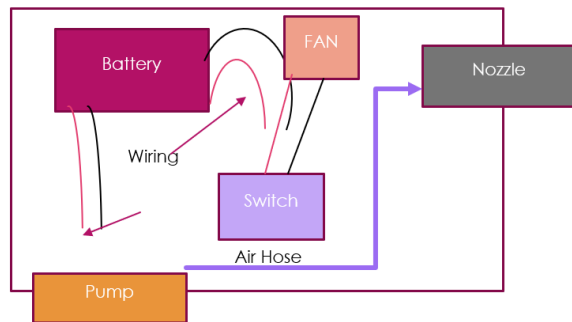 FAN
Battery
Nozzle
Wiring
Switch
Air Hose
Pump